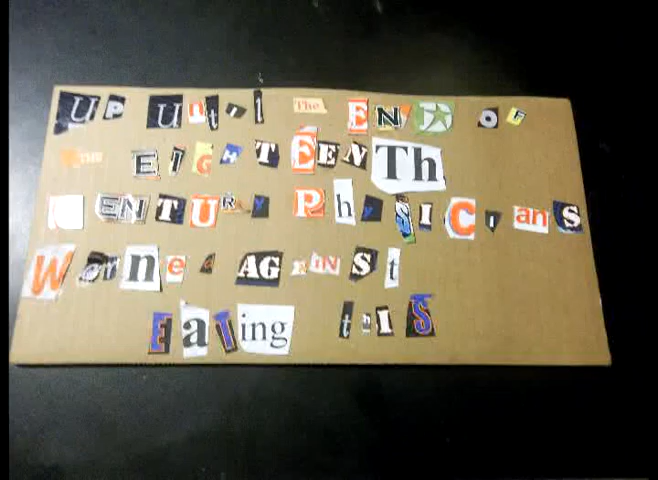 UP Until The END OF
THE EIGHTEENTh
CENTURY PhySICianS
Warned AGainSt
Eating thIS